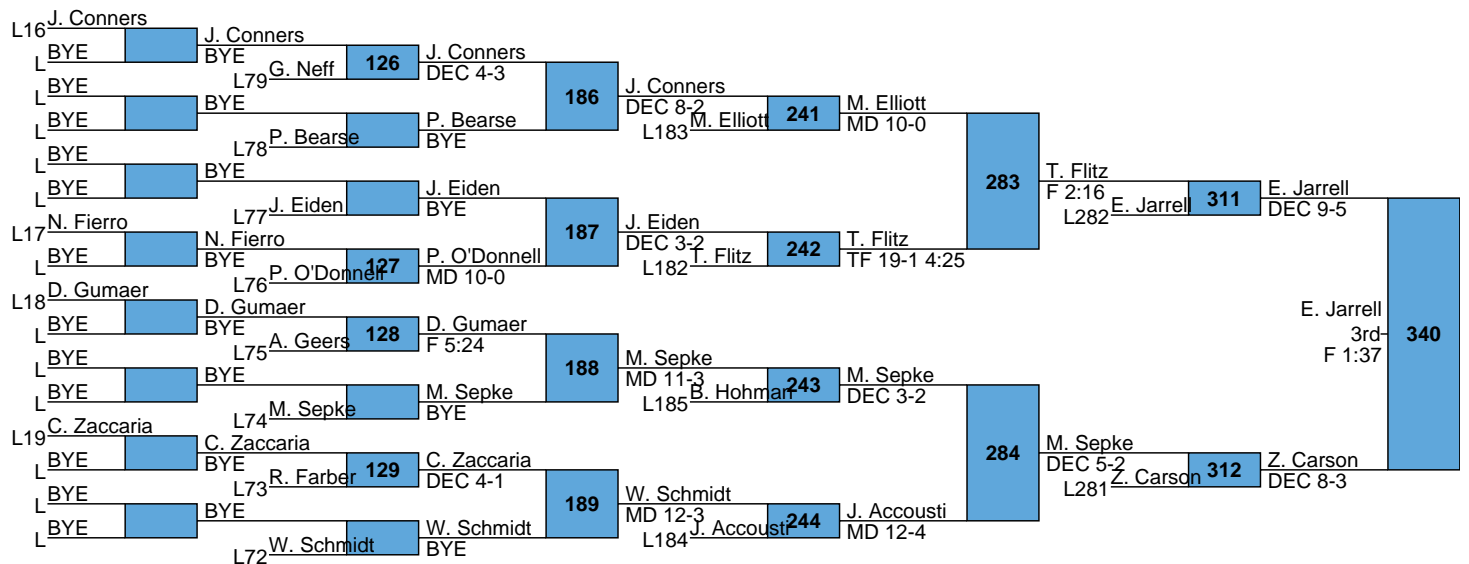 J. Conners
L16
BYE
L
J. Conners
BYE
G. Neff
L79
126
J. Conners
DEC 4-3
BYE
L
BYE
L
BYE
P. Bearse
L78
P. Bearse
BYE
186
J. Conners
DEC 8-2
M. Elliott
L183
241
M. Elliott
MD 10-0
BYE
L
BYE
L
BYE
J. Eiden
L77
J. Eiden
BYE
N. Fierro
L17
BYE
L
N. Fierro
BYE
P. O'Donnell
L76
127
P. O'Donnell
MD 10-0
187
J. Eiden
DEC 3-2
T. Flitz
L182
242
T. Flitz
TF 19-1 4:25
283
T. Flitz
F 2:16
E. Jarrell
L282
311
E. Jarrell
DEC 9-5
D. Gumaer
L18
BYE
L
D. Gumaer
BYE
A. Geers
L75
128
D. Gumaer
F 5:24
BYE
L
BYE
L
BYE
M. Sepke
L74
M. Sepke
BYE
188
M. Sepke
MD 11-3
B. Hohman
L185
243
M. Sepke
DEC 3-2
C. Zaccaria
L19
BYE
L
C. Zaccaria
BYE
R. Farber
L73
129
C. Zaccaria
DEC 4-1
BYE
L
BYE
L
BYE
W. Schmidt
L72
W. Schmidt
BYE
189
W. Schmidt
MD 12-3
J. Accousti
L184
244
J. Accousti
MD 12-4
284
M. Sepke
DEC 5-2
Z. Carson
L281
312
Z. Carson
DEC 8-3
E. Jarrell
3rd
F 1:37
340